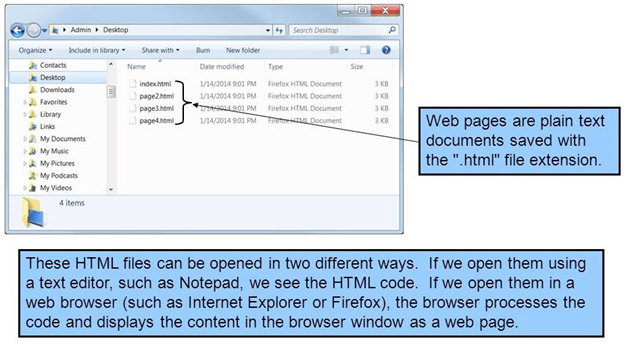 Admin ▸ Desktop ▸
Search Desktop
Organize ▾ Include in library ▾ Share with ▾ Burn New folder
Name Date modified Type Size
Contacts
Desktop
Downloads
Favorites
Library
Links
My Documents
My Music
My Pictures
My Podcasts
My Videos
index.html 1/14/2014 9:01 PM Firefox HTML Document 3 KB
page2.html 1/14/2014 9:01 PM Firefox HTML Document 3 KB
page3.html 1/14/2014 9:01 PM Firefox HTML Document 3 KB
page4.html 1/14/2014 9:01 PM Firefox HTML Document 3 KB
4 items
Web pages are plain text
documents saved with
the ".html" file extension.
These HTML files can be opened in two different ways. If we open them using
a text editor, such as Notepad, we see the HTML code. If we open them in a
web browser (such as Internet Explorer or Firefox), the browser processes the
code and displays the content in the browser window as a web page.